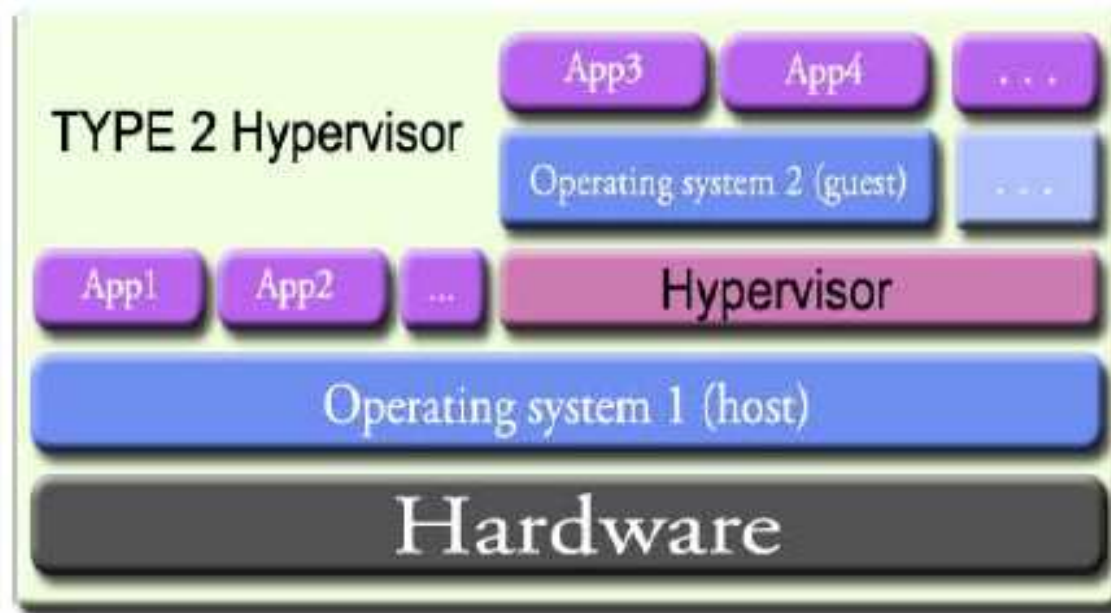 App3 App4 . . .
TYPE 2 Hypervisor
Operating system 2 (guest) . . .
App1 App2 ... Hypervisor
Operating system 1 (host)
Hardware